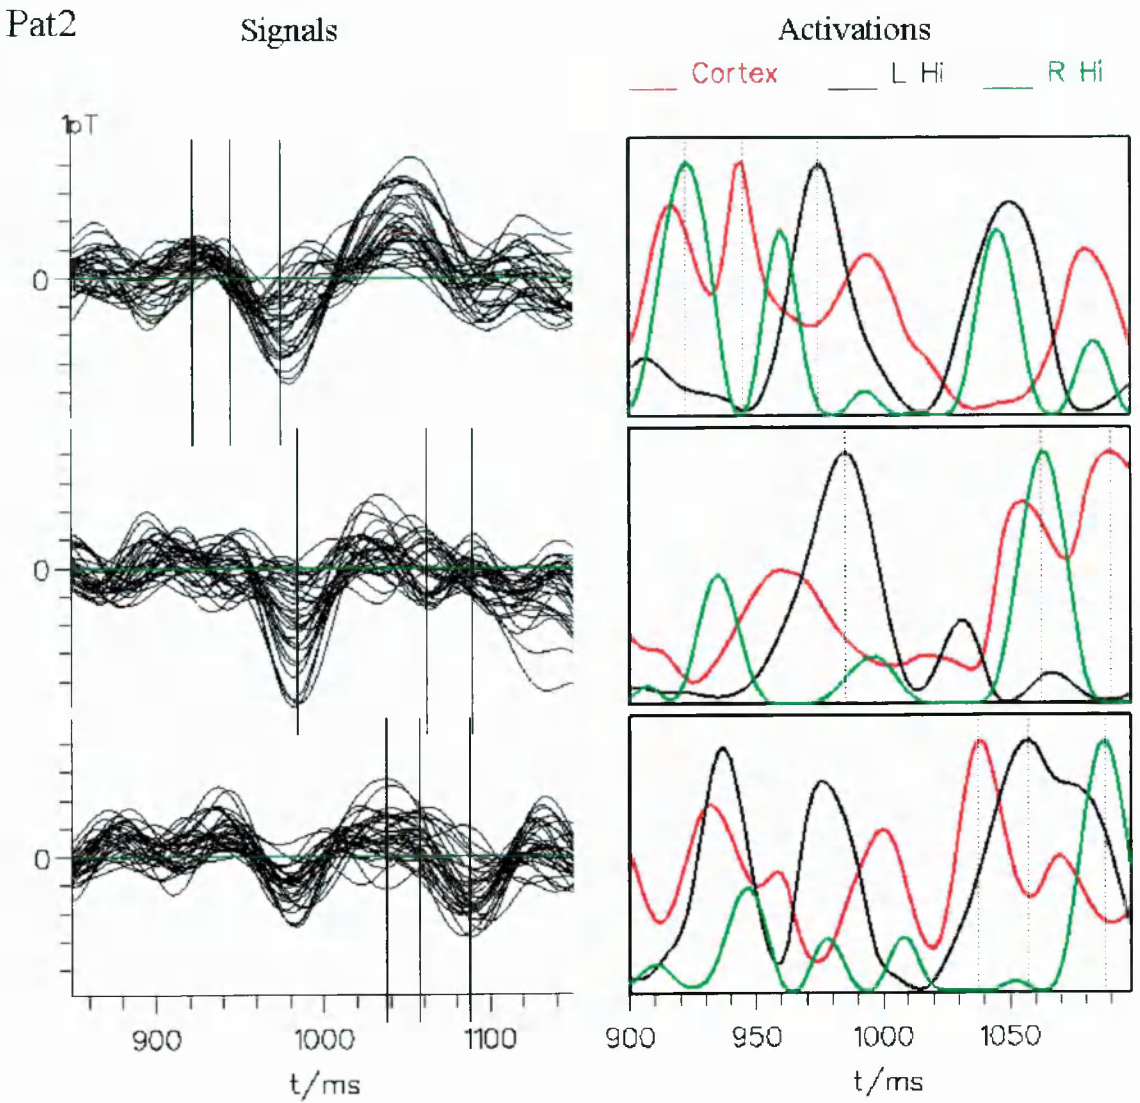 Pat2 Signals Activations
Cortex L Hi R Hi
1pT
0
0
0
900 1000 1100 900 950 1000 1050
t/ms t/ms